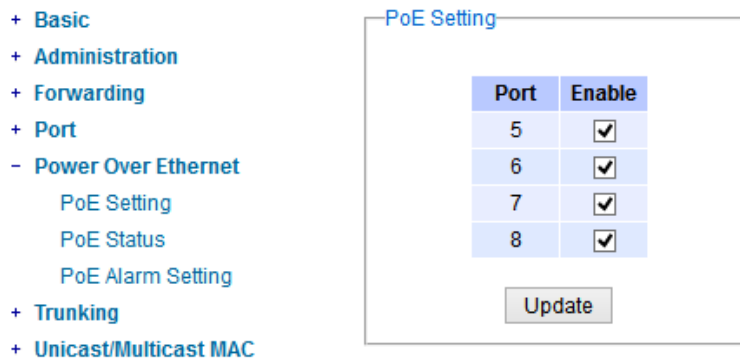 + Basic
+ Administration
+ Forwarding
+ Port
− Power Over Ethernet
PoE Setting
PoE Status
PoE Alarm Setting
+ Trunking
+ Unicast/Multicast MAC
PoE Setting
Port Enable
5
6
7
8
Update